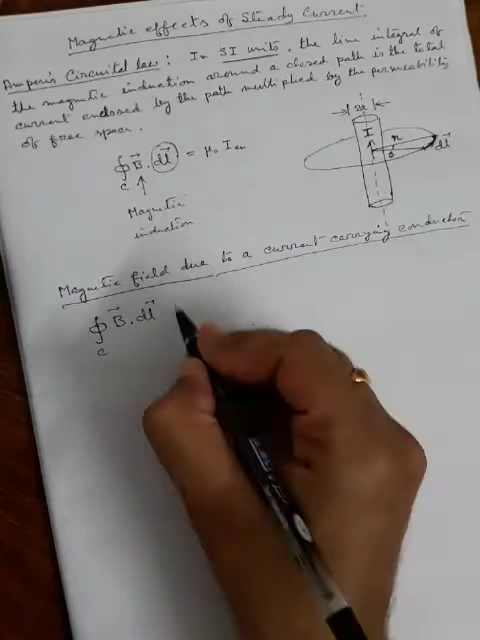 Magnetic effects of Steady Current.
Ampere's Circuital law : In SI units, the line integral of
the magnetic induction around a closed path is the total
current enclosed by the path multiplied by the permeability
of free space.
∮ B⃗. dl⃗ = μ₀ Ien
C ↑
Magnetic
induction
2a
I
r
dl⃗
Magnetic field due to a current carrying conductor
∮ B⃗. dl⃗
C